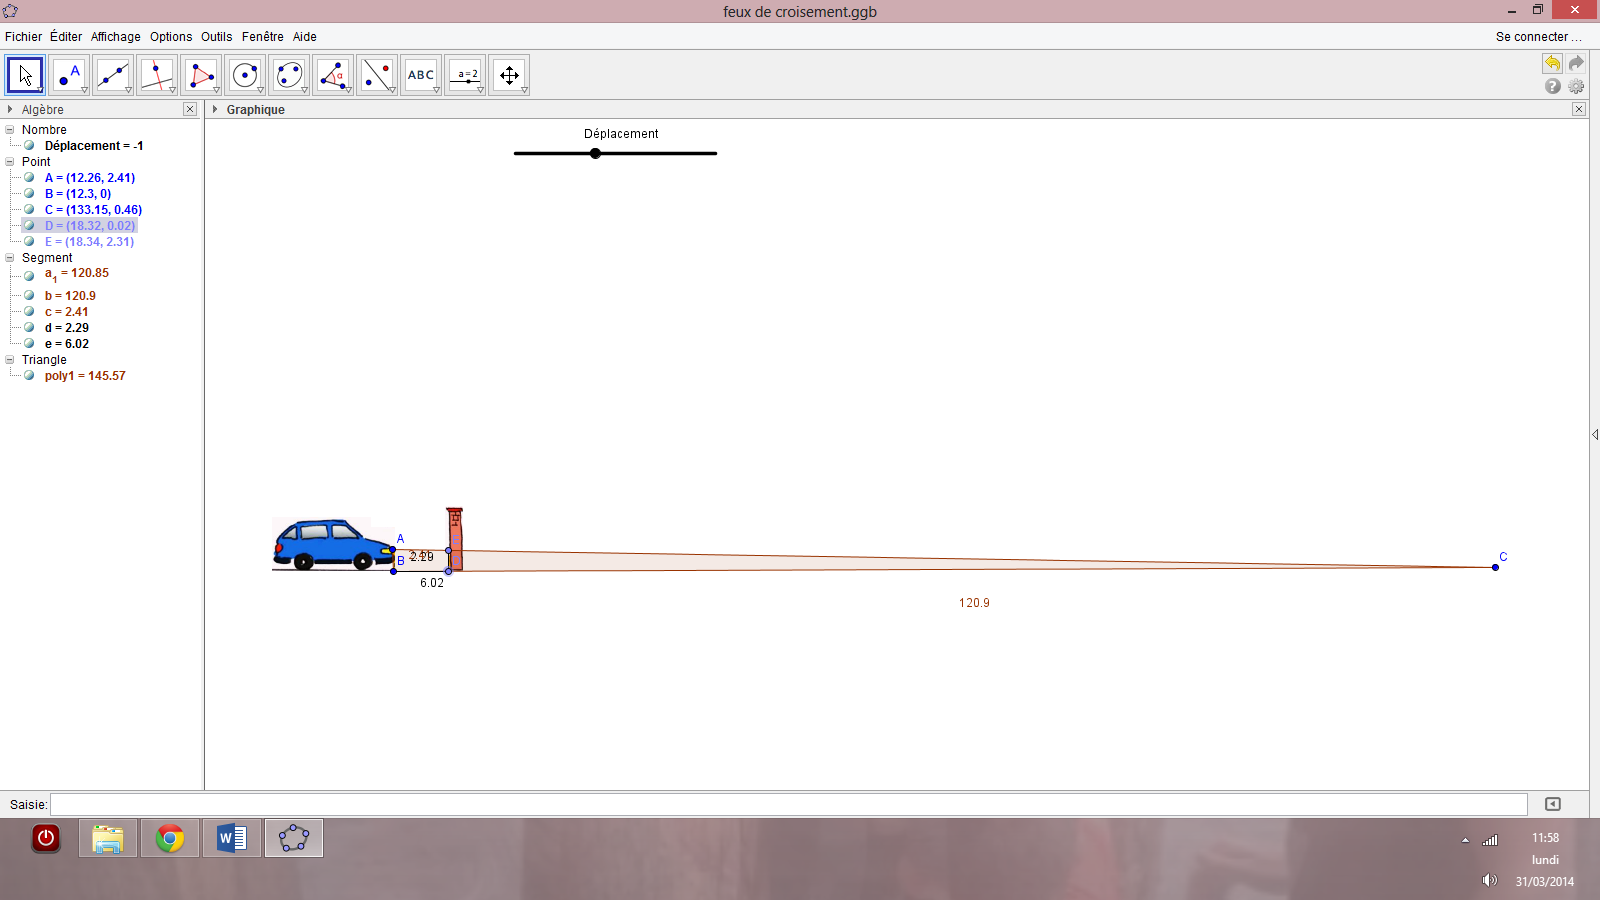 feux de croisement.ggb
Fichier Éditer Affichage Options Outils Fenêtre Aide
Se connecter ...
A
α
ABC
a=2
Algèbre
Graphique
Nombre
Déplacement = -1
Point
A = (12.26, 2.41)
B = (12.3, 0)
C = (133.15, 0.46)
D = (18.32, 0.02)
E = (18.34, 2.31)
Segment
a1 = 120.85
b = 120.9
c = 2.41
d = 2.29
e = 6.02
Triangle
poly1 = 145.57
Déplacement
A
B
2.29
6.02
C
120.9
Saisie:
11:58
lundi
31/03/2014